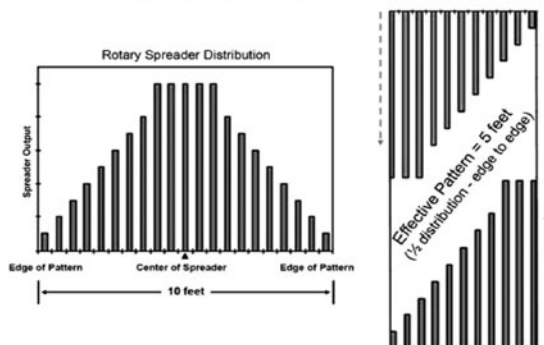 Rotary Spreader Distribution
Spreader Output
Edge of Pattern
Center of Spreader
Edge of Pattern
10 feet
Effective Pattern = 5 feet
(½ distribution - edge to edge)